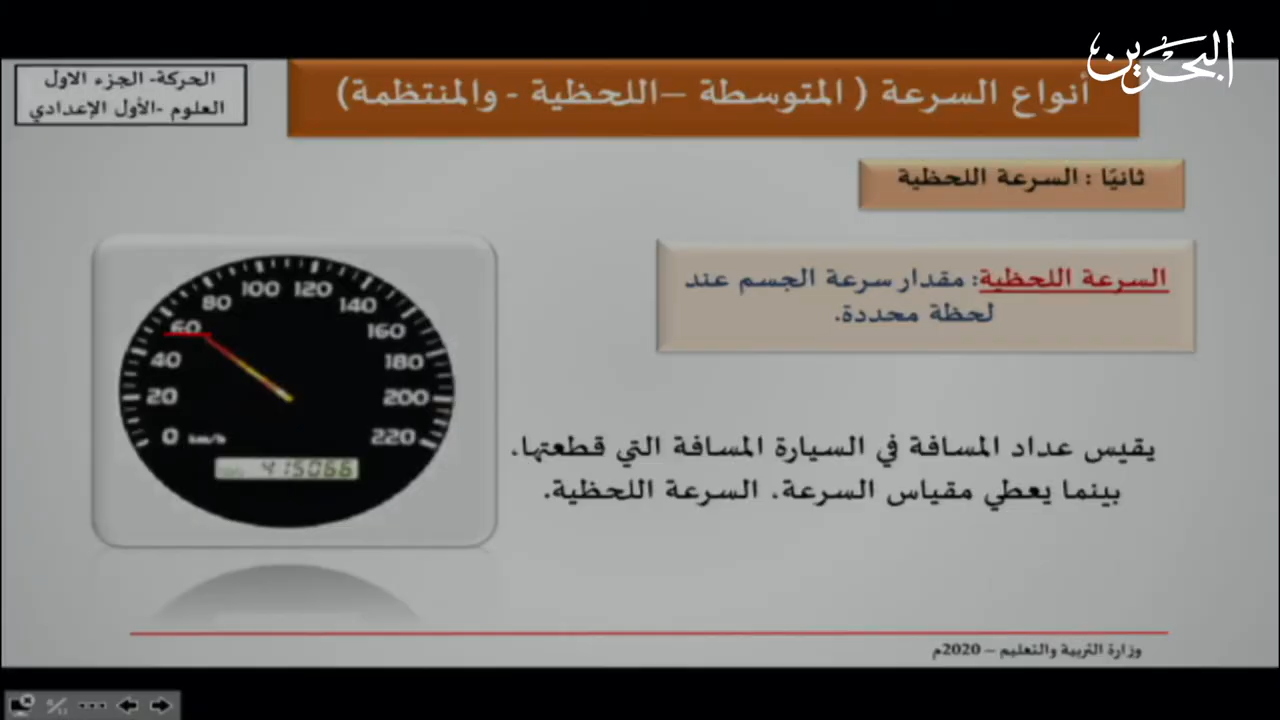 البحرين
أنواع السرعة ( المتوسطة –اللحظية - والمنتظمة)
الحركة- الجزء الاول
العلوم -الأول الإعدادي
ثانيًا : السرعة اللحظية
السرعة اللحظية: مقدار سرعة الجسم عند
لحظة محددة.
0
20
40
60
80
100
120
140
160
180
200
220
km/h
415066
يقيس عداد المسافة في السيارة المسافة التي قطعتها.
بينما يعطي مقياس السرعة. السرعة اللحظية.
وزارة التربية والتعليم – 2020م